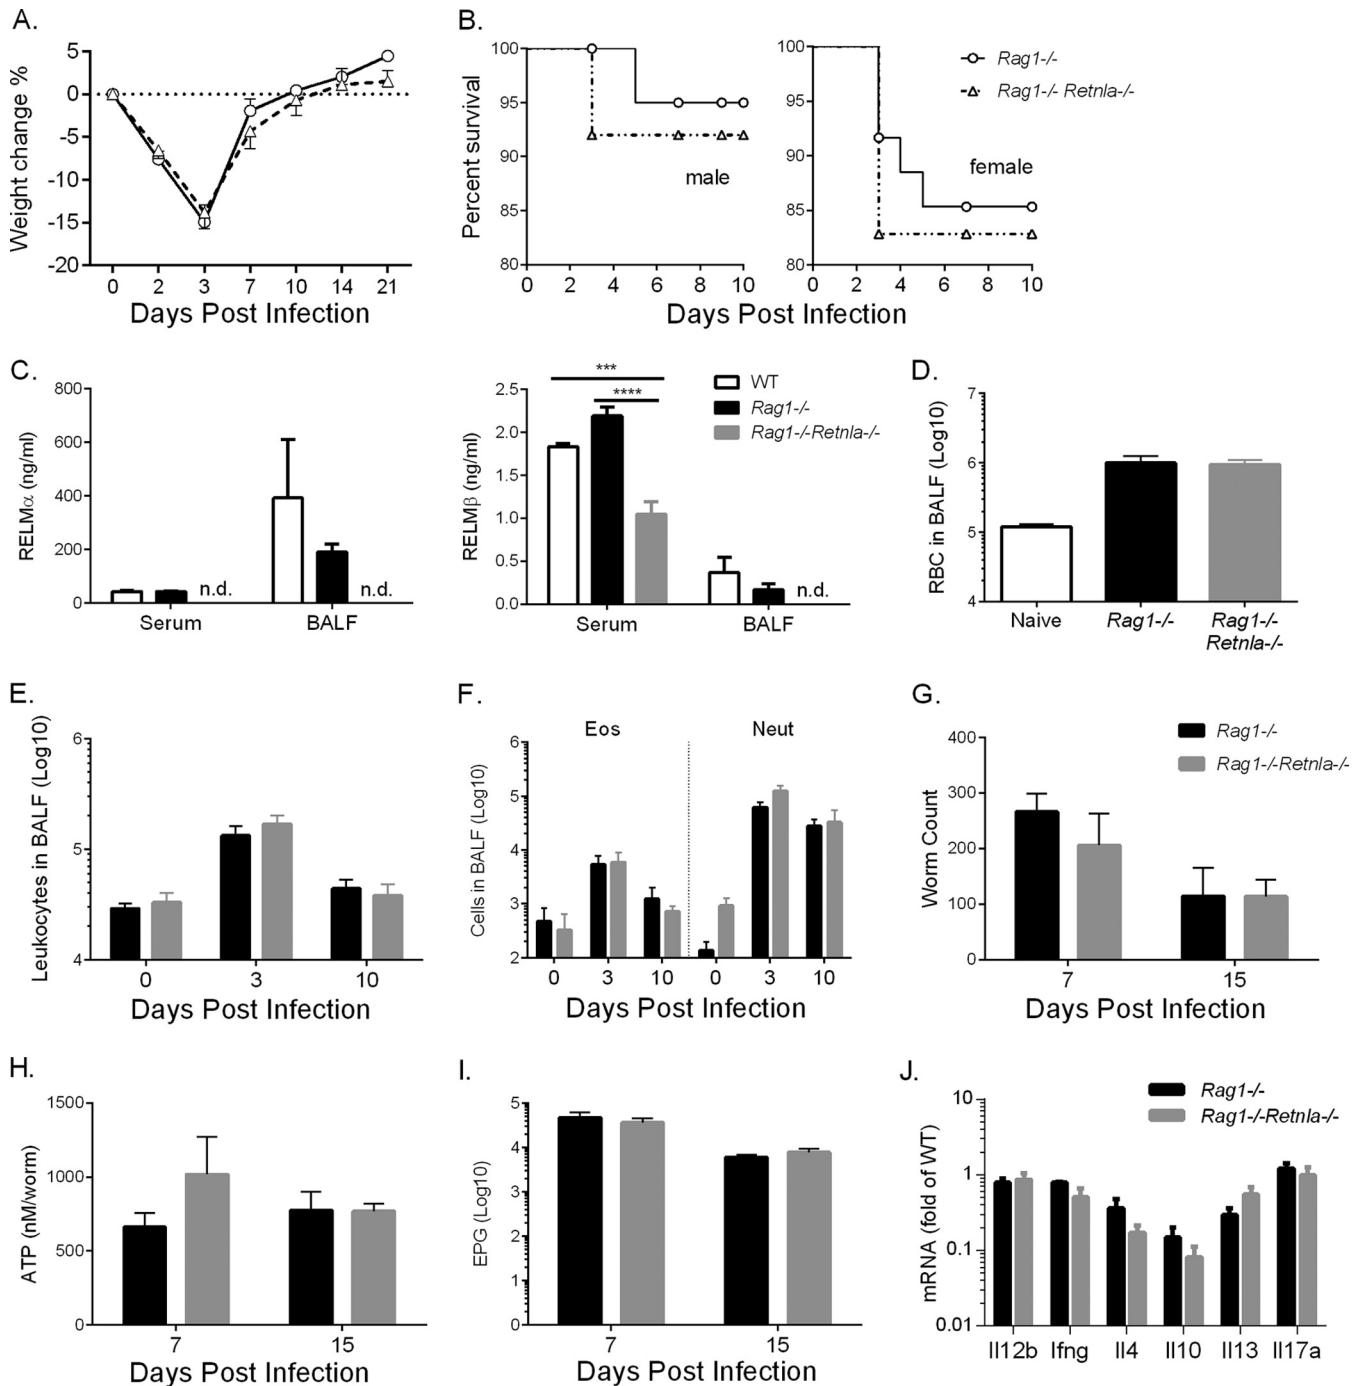 A.
Weight change %
5
0
-5
-10
-15
-20
0 2 3 7 10 14 21
Days Post Infection
B.
Percent survival
100
95
90
85
80
male
0 2 4 6 8 10
100
95
90
85
80
female
0 2 4 6 8 10
Days Post Infection
Rag1-/-
Rag1-/- Retnla-/-
C.
RELMα (ng/ml)
800
600
400
200
0
n.d.
n.d.
Serum BALF
RELMβ (ng/ml)
2.5
2.0
1.5
1.0
0.5
0.0
***
****
n.d.
Serum BALF
WT
Rag1-/-
Rag1-/-Retnla-/-
D.
RBC in BALF (Log10)
7
6
5
4
Naive Rag1-/- Rag1-/-
Retnla-/-
E.
Leukocytes in BALF (Log10)
6
5
4
0 3 10
Days Post Infection
F.
Eos Neut
Cells in BALF (Log10)
6
5
4
3
2
0 3 10 0 3 10
Days Post Infection
G.
Worm Count
400
300
200
100
0
7 15
Days Post Infection
Rag1-/-
Rag1-/-Retnla-/-
H.
ATP (nM/worm)
1500
1000
500
0
7 15
Days Post Infection
I.
EPG (Log10)
5
4
3
2
1
0
7 15
Days Post Infection
J.
mRNA (fold of WT)
10
1
0.1
0.01
Il12b Ifng Il4 Il10 Il13 Il17a
Rag1-/-
Rag1-/-Retnla-/-